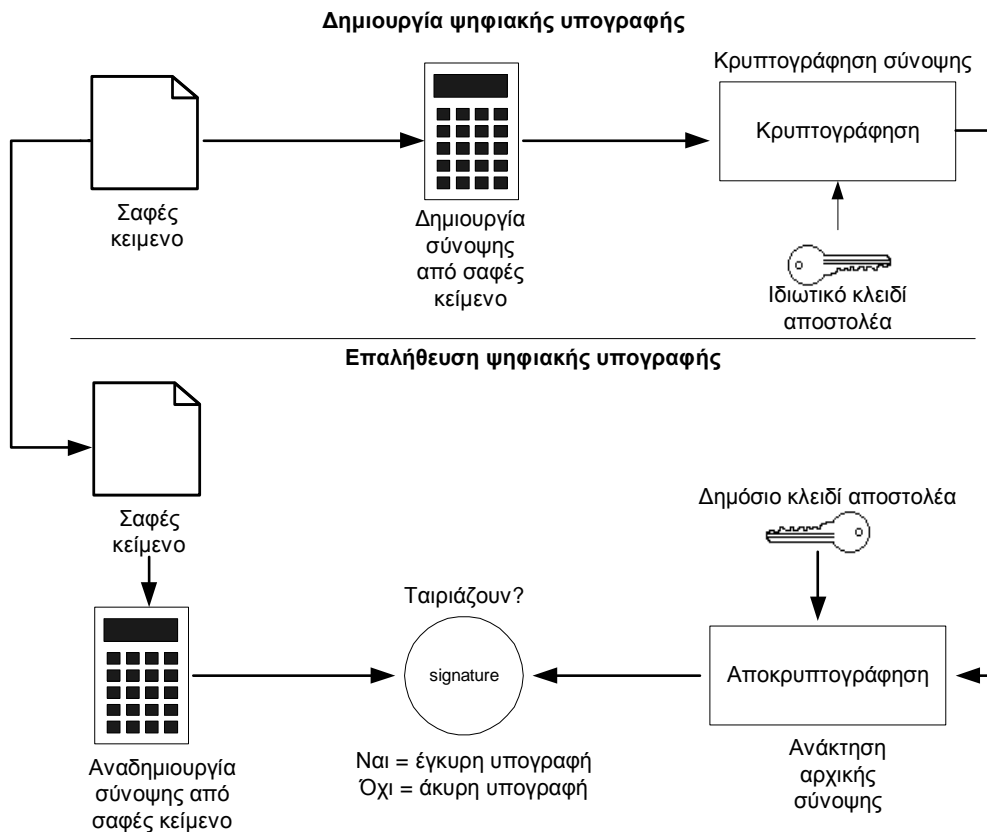 Δημιουργία ψηφιακής υπογραφής
Κρυπτογράφηση σύνοψης
Κρυπτογράφηση
Σαφές
κειμενο
Δημιουργία
σύνοψης
από σαφές
κείμενο
Ιδιωτικό κλειδί
αποστολέα
Επαλήθευση ψηφιακής υπογραφής
Σαφές
κείμενο
Δημόσιο κλειδί αποστολέα
Ταιριάζουν?
signature
Αποκρυπτογράφηση
Αναδημιουργία
σύνοψης από
σαφές κείμενο
Ναι = έγκυρη υπογραφή
Όχι = άκυρη υπογραφή
Ανάκτηση
αρχικής
σύνοψης